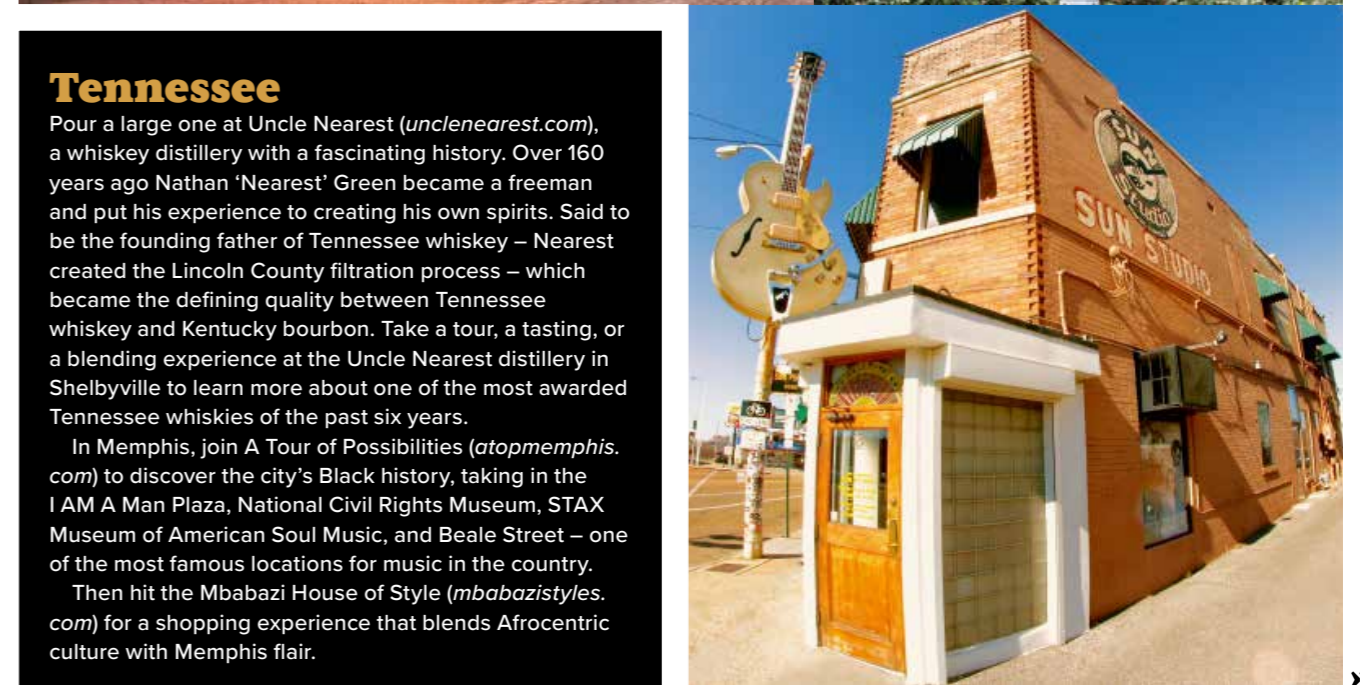 Tennessee
Pour a large one at Uncle Nearest (unclenearest.com),
a whiskey distillery with a fascinating history. Over 160
years ago Nathan ‘Nearest’ Green became a freeman
and put his experience to creating his own spirits. Said to
be the founding father of Tennessee whiskey – Nearest
created the Lincoln County filtration process – which
became the defining quality between Tennessee
whiskey and Kentucky bourbon. Take a tour, a tasting, or
a blending experience at the Uncle Nearest distillery in
Shelbyville to learn more about one of the most awarded
Tennessee whiskies of the past six years.
In Memphis, join A Tour of Possibilities (atopmemphis.
com) to discover the city’s Black history, taking in the
I AM A Man Plaza, National Civil Rights Museum, STAX
Museum of American Soul Music, and Beale Street – one
of the most famous locations for music in the country.
Then hit the Mbabazi House of Style (mbabazistyles.
com) for a shopping experience that blends Afrocentric
culture with Memphis flair.
SUN
Studio
SUN STUDIO